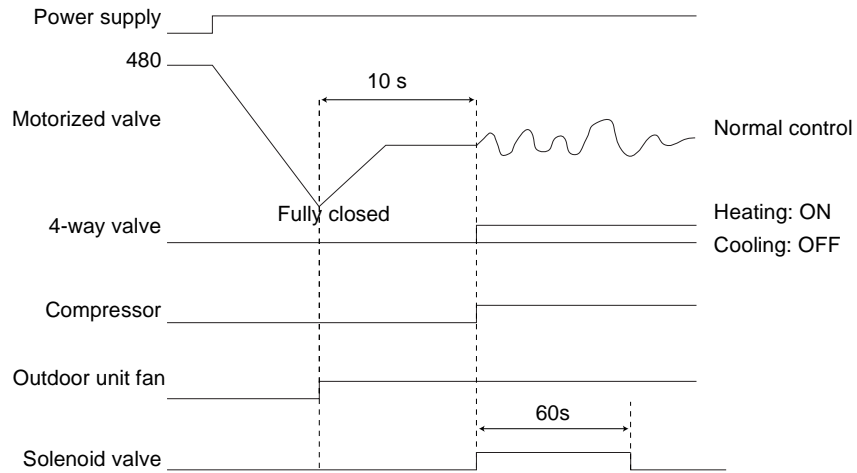 Power supply
480
10 s
Motorized valve
Normal control
Fully closed
Heating: ON
4-way valve
Cooling: OFF
Compressor
Outdoor unit fan
60s
Solenoid valve